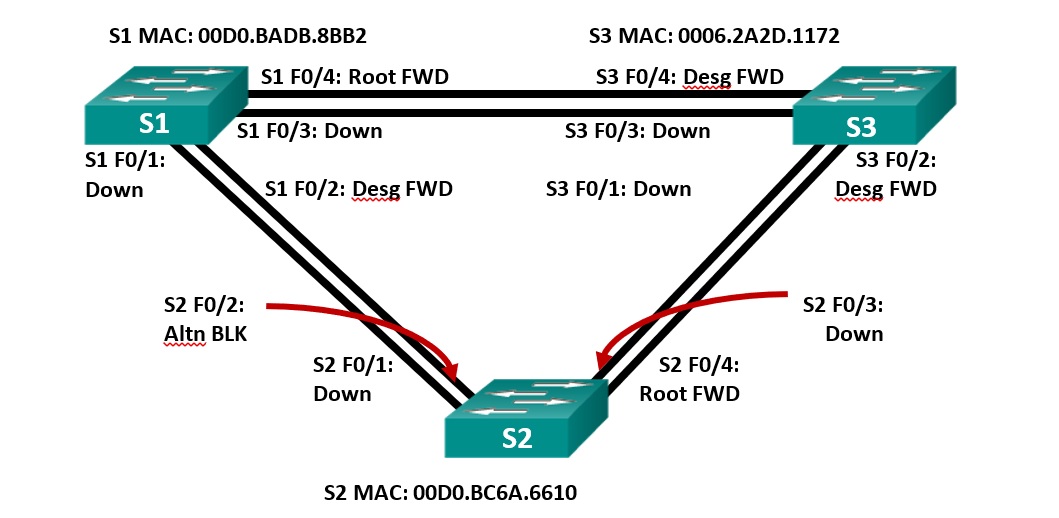 S1 MAC: 00D0.BADB.8BB2
S3 MAC: 0006.2A2D.1172
S1 F0/4: Root FWD
S3 F0/4: Desg FWD
S1
S3
S1 F0/3: Down
S3 F0/3: Down
S1 F0/1:
Down
S3 F0/2:
Desg FWD
S1 F0/2: Desg FWD
S3 F0/1: Down
S2 F0/2:
Altn BLK
S2 F0/3:
Down
S2 F0/1:
Down
S2 F0/4:
Root FWD
S2
S2 MAC: 00D0.BC6A.6610